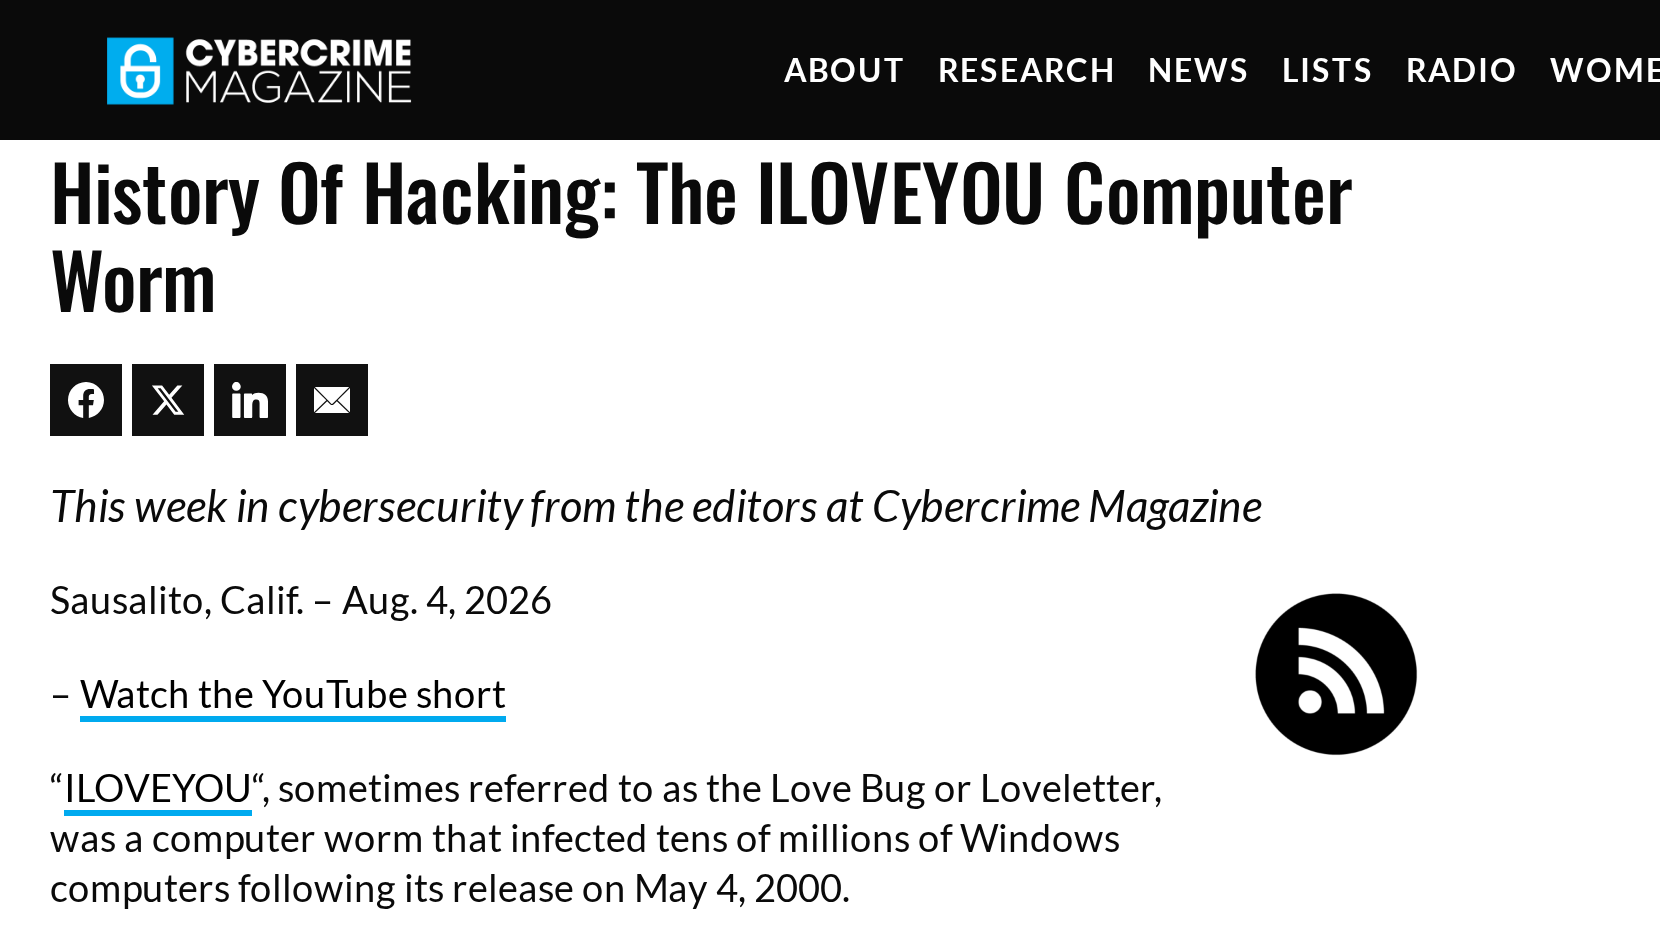 CYBERCRIME
MAGAZINE
ABOUT RESEARCH NEWS LISTS RADIO WOME
History Of Hacking: The ILOVEYOU Computer
Worm
This week in cybersecurity from the editors at Cybercrime Magazine
Sausalito, Calif. – Aug. 4, 2026
– Watch the YouTube short
“ILOVEYOU“, sometimes referred to as the Love Bug or Loveletter,
was a computer worm that infected tens of millions of Windows
computers following its release on May 4, 2000.